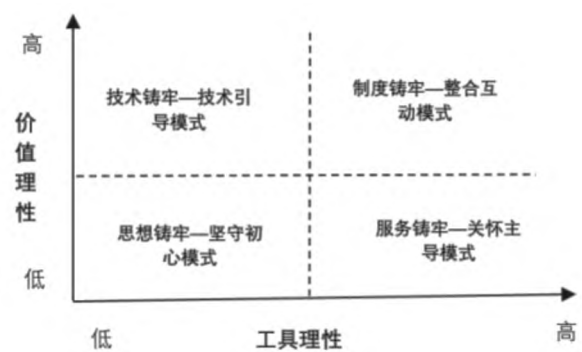 高
技术铸牢—技术引
导模式
制度铸牢—整合互
动模式
价
值
理
性
思想铸牢—坚守初
心模式
服务铸牢—关怀主
导模式
低
低
工具理性
高